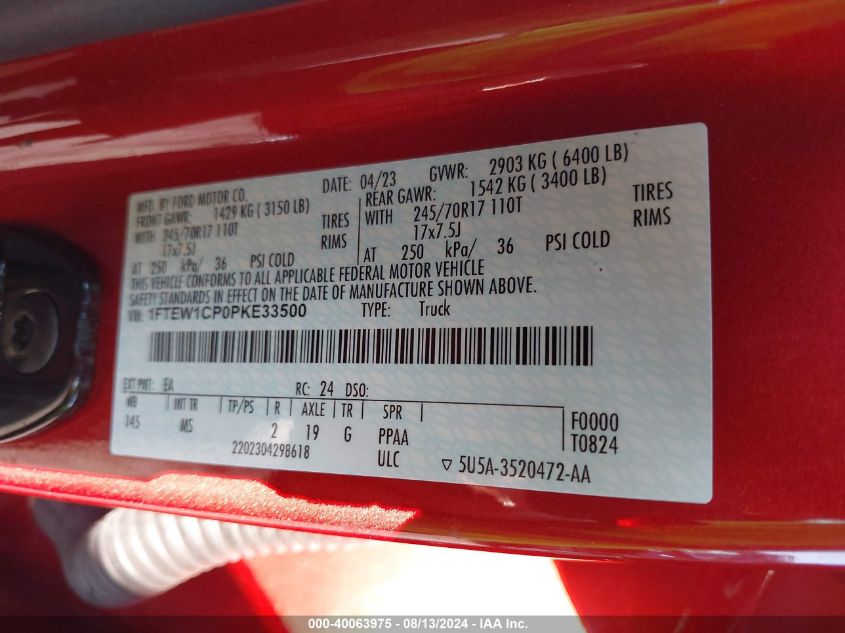 MFD. BY FORD MOTOR CO.
DATE: 04/23 GVWR: 2903 KG ( 6400 LB)
FRONT GAWR: 1429 KG ( 3150 LB) REAR GAWR: 1542 KG ( 3400 LB)
WITH 245/70R17 110T TIRES WITH 245/70R17 110T TIRES
17x7.5J RIMS 17x7.5J RIMS
AT 250 kPa/ 36 PSI COLD AT 250 kPa/ 36 PSI COLD
THIS VEHICLE CONFORMS TO ALL APPLICABLE FEDERAL MOTOR VEHICLE
SAFETY STANDARDS IN EFFECT ON THE DATE OF MANUFACTURE SHOWN ABOVE.
VIN: 1FTEW1CP0PKE33500 TYPE: Truck
EXT PNT: EA RC: 24 DSO:
WB INT TR TP/PS R AXLE TR SPR F0000
145 MS 2 19 G PPAA T0824
2202304298618 ULC ▽ 5U5A-3520472-AA
000-40063975 - 08/13/2024 - IAA Inc.